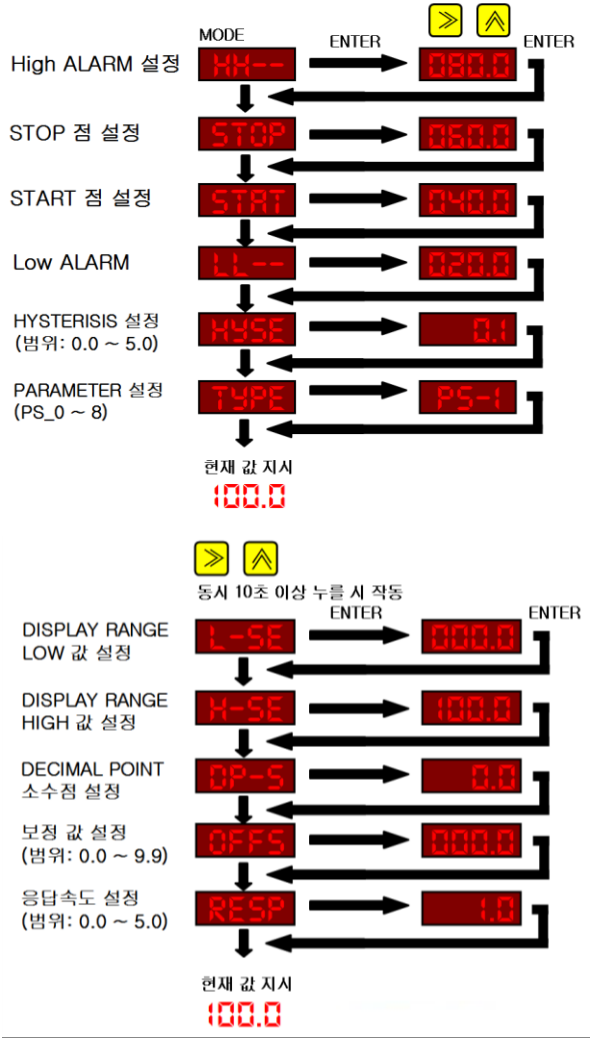 MODE
ENTER
ENTER
High ALARM 설정
HH--
080.0
STOP 점 설정
STOP
060.0
START 점 설정
STRT
040.0
Low ALARM
LL--
020.0
HYSTERISIS 설정
(범위: 0.0 ~ 5.0)
HYSE
0.1
PARAMETER 설정
(PS_0 ~ 8)
TYPE
PS-1
현재 값 지시
100.0
동시 10초 이상 누를 시 작동
ENTER
ENTER
DISPLAY RANGE
LOW 값 설정
L-SE
000.0
DISPLAY RANGE
HIGH 값 설정
H-SE
100.0
DECIMAL POINT
소수점 설정
DP-S
0.0
보정 값 설정
(범위: 0.0 ~ 9.9)
OFFS
000.0
응답속도 설정
(범위: 0.0 ~ 5.0)
RESP
1.0
현재 값 지시
100.0